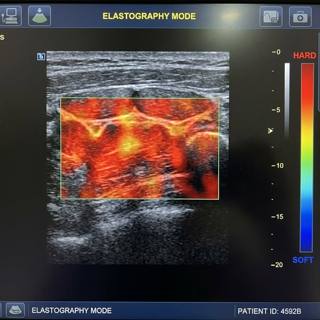 ELASTOGRAPHY MODE
S
HARD
0
-5
-10
-15
-20
SOFT
ELASTOGRAPHY MODE
PATIENT ID: 4592B